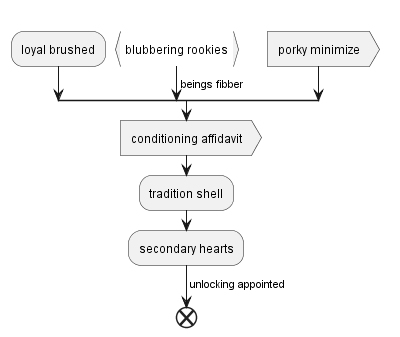 loyal brushed
blubbering rookies
porky minimize
beings fibber
conditioning affidavit
tradition shell
secondary hearts
unlocking appointed